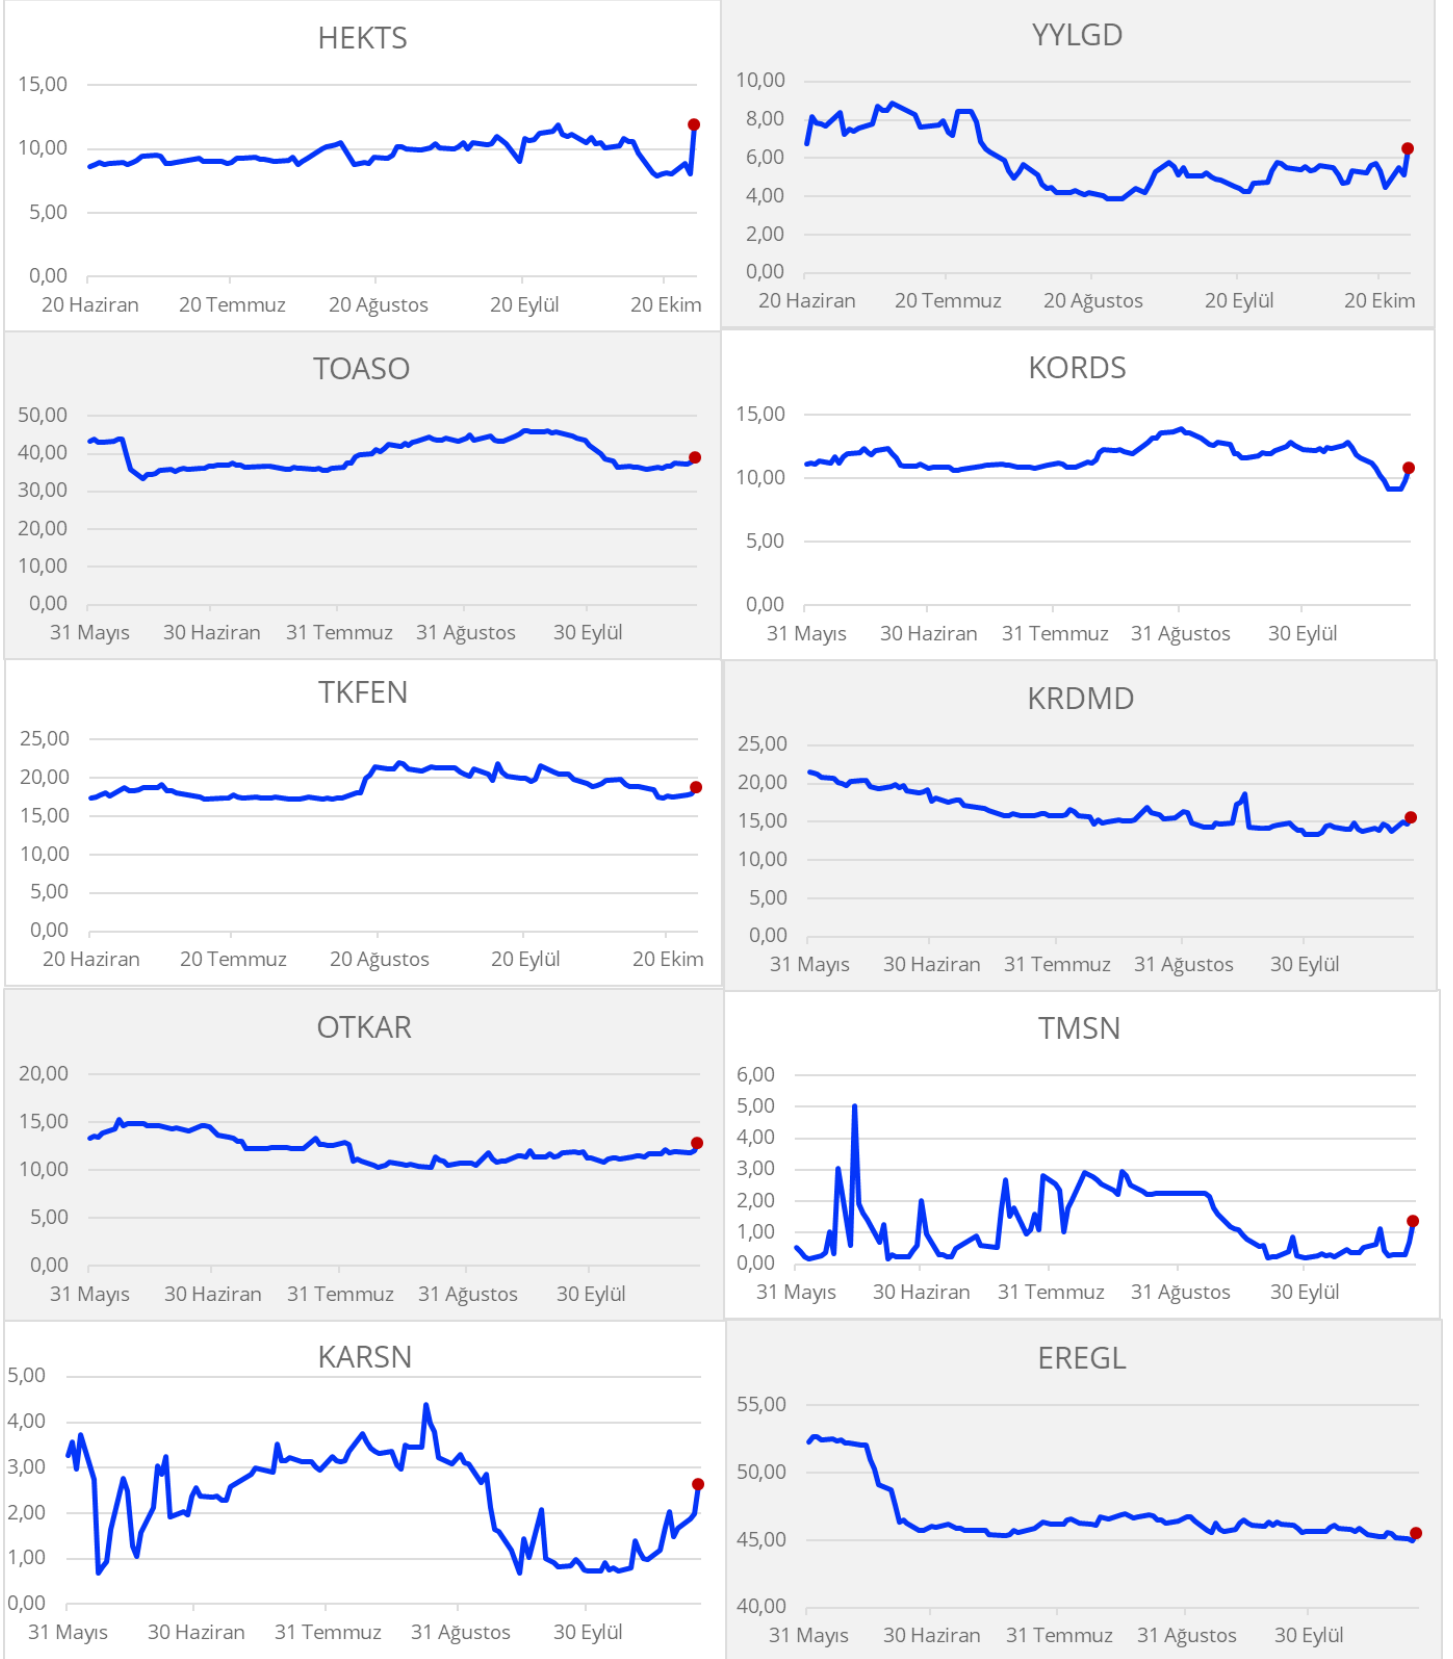 HEKTS
15,00
10,00
5,00
0,00
20 Haziran 20 Temmuz 20 Ağustos 20 Eylül 20 Ekim
YYLGD
10,00
8,00
6,00
4,00
2,00
0,00
20 Haziran 20 Temmuz 20 Ağustos 20 Eylül 20 Ekim
TOASO
50,00
40,00
30,00
20,00
10,00
0,00
31 Mayıs 30 Haziran 31 Temmuz 31 Ağustos 30 Eylül
KORDS
15,00
10,00
5,00
0,00
31 Mayıs 30 Haziran 31 Temmuz 31 Ağustos 30 Eylül
TKFEN
25,00
20,00
15,00
10,00
5,00
0,00
20 Haziran 20 Temmuz 20 Ağustos 20 Eylül 20 Ekim
KRDMD
25,00
20,00
15,00
10,00
5,00
0,00
31 Mayıs 30 Haziran 31 Temmuz 31 Ağustos 30 Eylül
OTKAR
20,00
15,00
10,00
5,00
0,00
31 Mayıs 30 Haziran 31 Temmuz 31 Ağustos 30 Eylül
TMSN
6,00
5,00
4,00
3,00
2,00
1,00
0,00
31 Mayıs 30 Haziran 31 Temmuz 31 Ağustos 30 Eylül
KARSN
5,00
4,00
3,00
2,00
1,00
0,00
31 Mayıs 30 Haziran 31 Temmuz 31 Ağustos 30 Eylül
EREGL
55,00
50,00
45,00
40,00
31 Mayıs 30 Haziran 31 Temmuz 31 Ağustos 30 Eylül